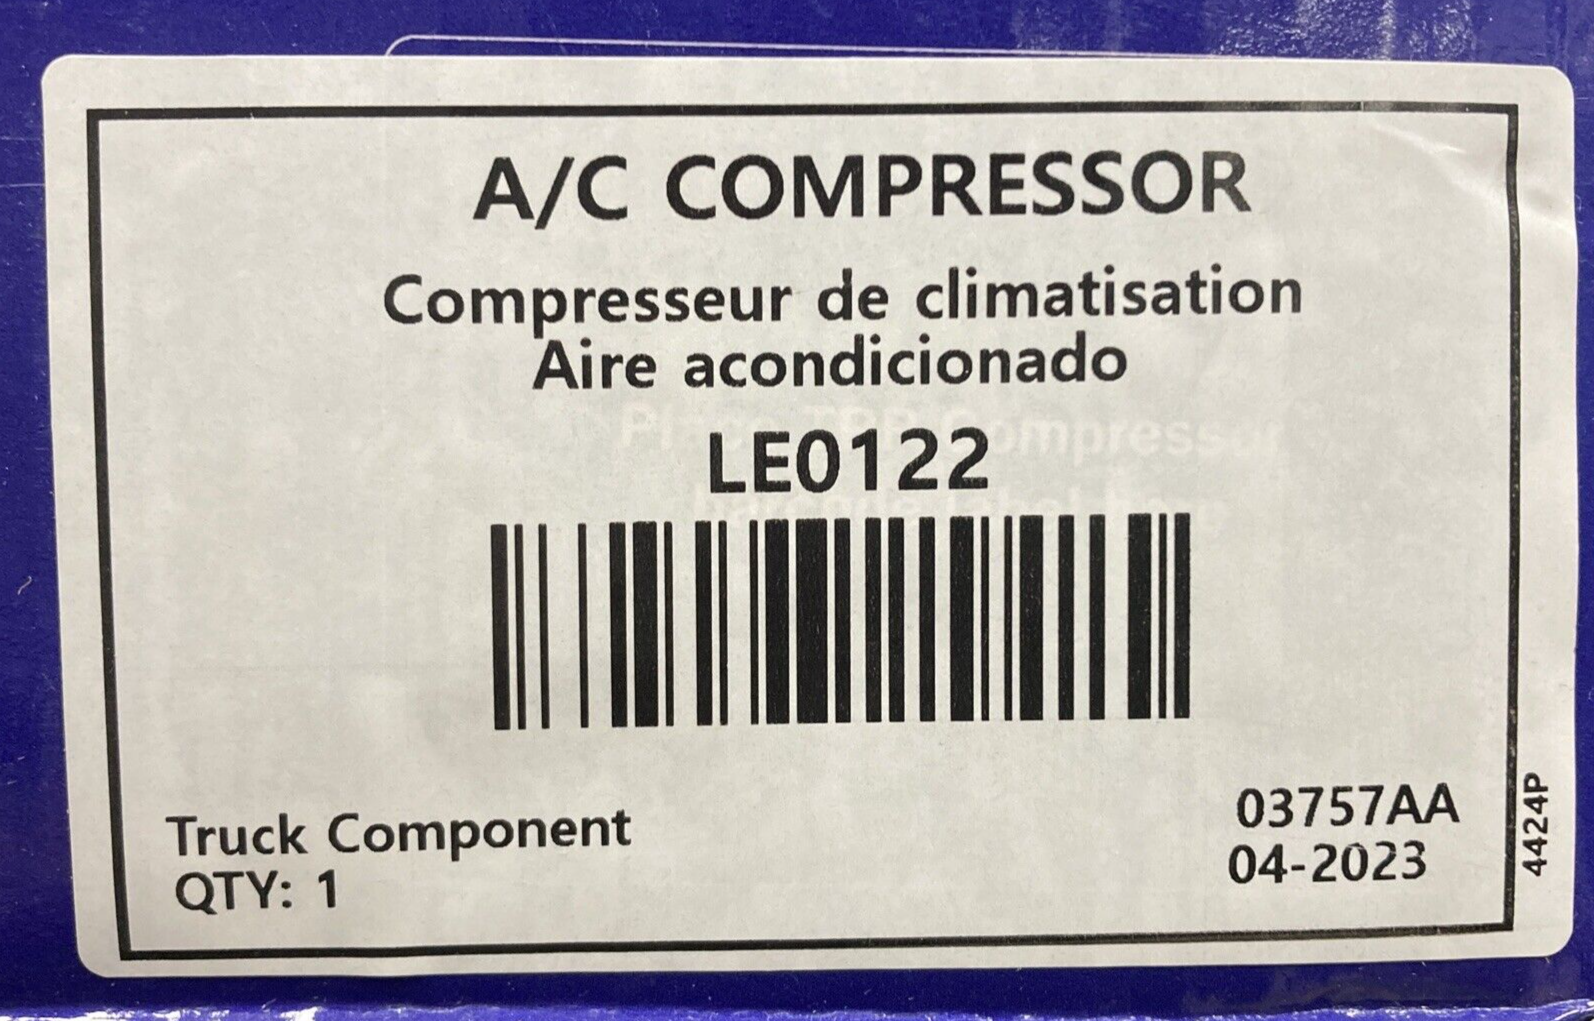 A/C COMPRESSOR
Compresseur de climatisation
Aire acondicionado
LE0122
Truck Component
QTY: 1
03757AA
04-2023
4424P